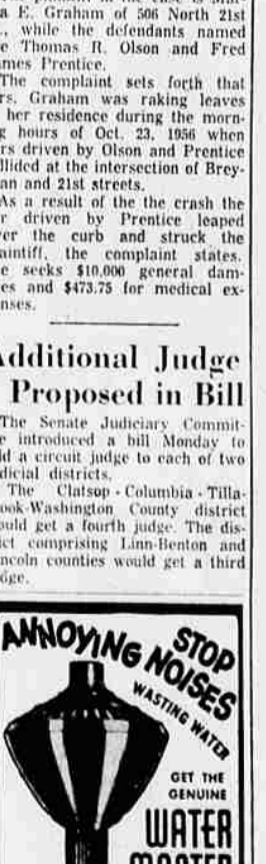 a E. Graham of 506 North 21st
., while the defendants named
e Thomas R. Olson and Fred
mes Prentice.
The complaint sets forth that
rs. Graham was raking leaves
her residence during the morn-
g hours of Oct. 23, 1956 when
rs driven by Olson and Prentice
llided at the intersection of Brey-
an and 21st streets.
As a result of the the crash the
r driven by Prentice leaped
er the curb and struck the
aintiff, the complaint states.
e seeks $10,000 general dam-
es and $473.75 for medical ex-
nses.
dditional Judge
Proposed in Bill
The Senate Judiciary Commit-
e introduced a bill Monday to
d a circuit judge to each of two
dicial districts.
The Clatsop - Columbia - Tilla-
ook-Washington County district
ould get a fourth judge. The dis-
ict comprising Linn-Benton and
ncoln counties would get a third
dge.
STOP
ANNOYING NOISES
WASTING WATER
GET THE
GENUINE
WATER
MASTER